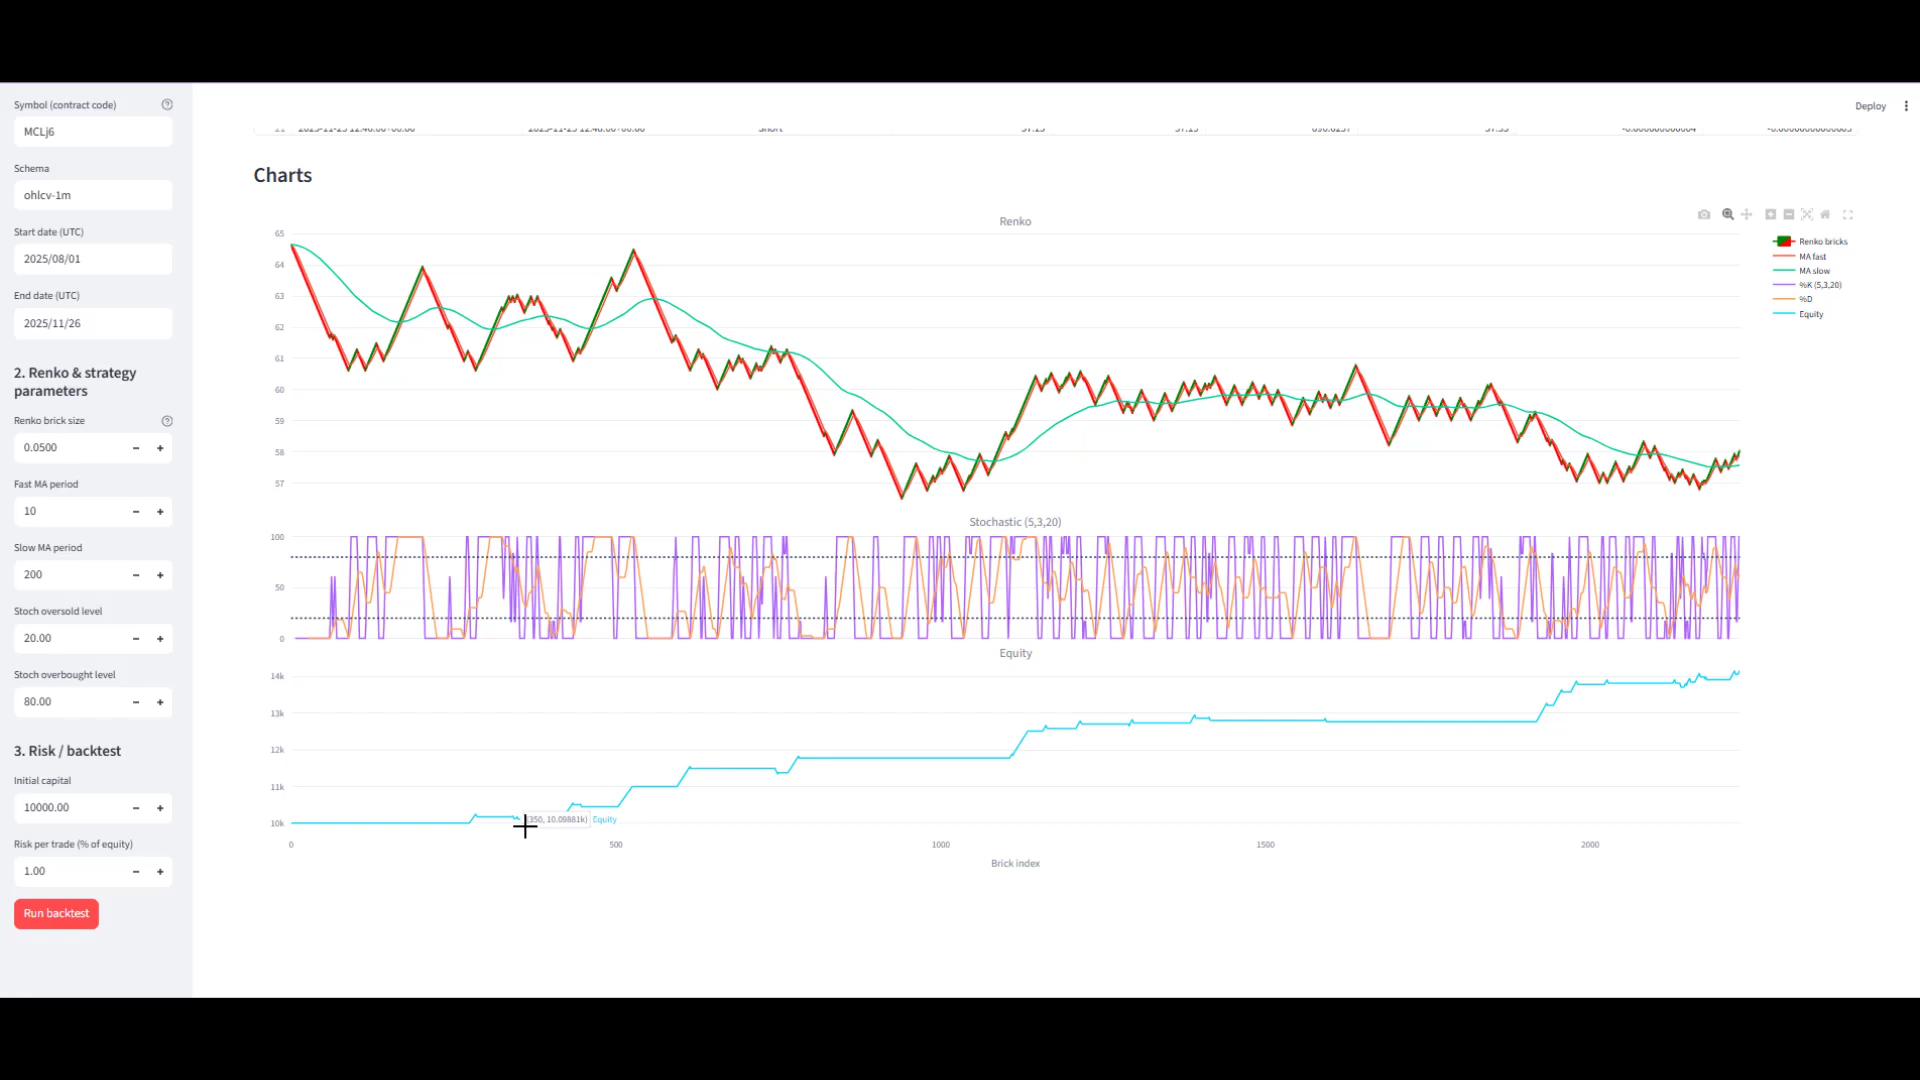 Symbol (contract code)
MCLj6
Schema
ohlcv-1m
Start date (UTC)
2025/08/01
End date (UTC)
2025/11/26
2. Renko & strategy
parameters
Renko brick size
0.0500
Fast MA period
10
Slow MA period
200
Stoch oversold level
20.00
Stoch overbought level
80.00
3. Risk / backtest
Initial capital
10000.00
Risk per trade (% of equity)
1.00
Run backtest
Deploy
Charts
Renko
65
64
63
62
61
60
59
58
57
Renko bricks
MA fast
MA slow
%K (5,3,20)
%D
Equity
Stochastic (5,3,20)
100
50
0
Equity
14k
13k
12k
11k
10k
(350, 10.09881k) Equity
0 500 1000 1500 2000
Brick index